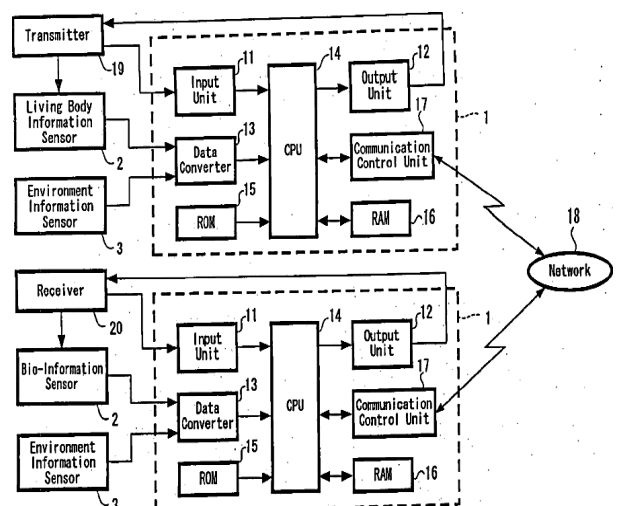 Transmitter
19
11
14
12
Input
Unit
CPU
Output
Unit
17
Living Body
Information
Sensor
2
13
Data
Converter
Communication
Control Unit
1
Environment
Information
Sensor
3
15
ROM
RAM
16
18
Network
Receiver
20
11
14
12
1
Input
Unit
CPU
Output
Unit
17
Bio-Information
Sensor
2
13
Data
Converter
Communication
Control Unit
Environment
Information
Sensor
3
15
ROM
RAM
16